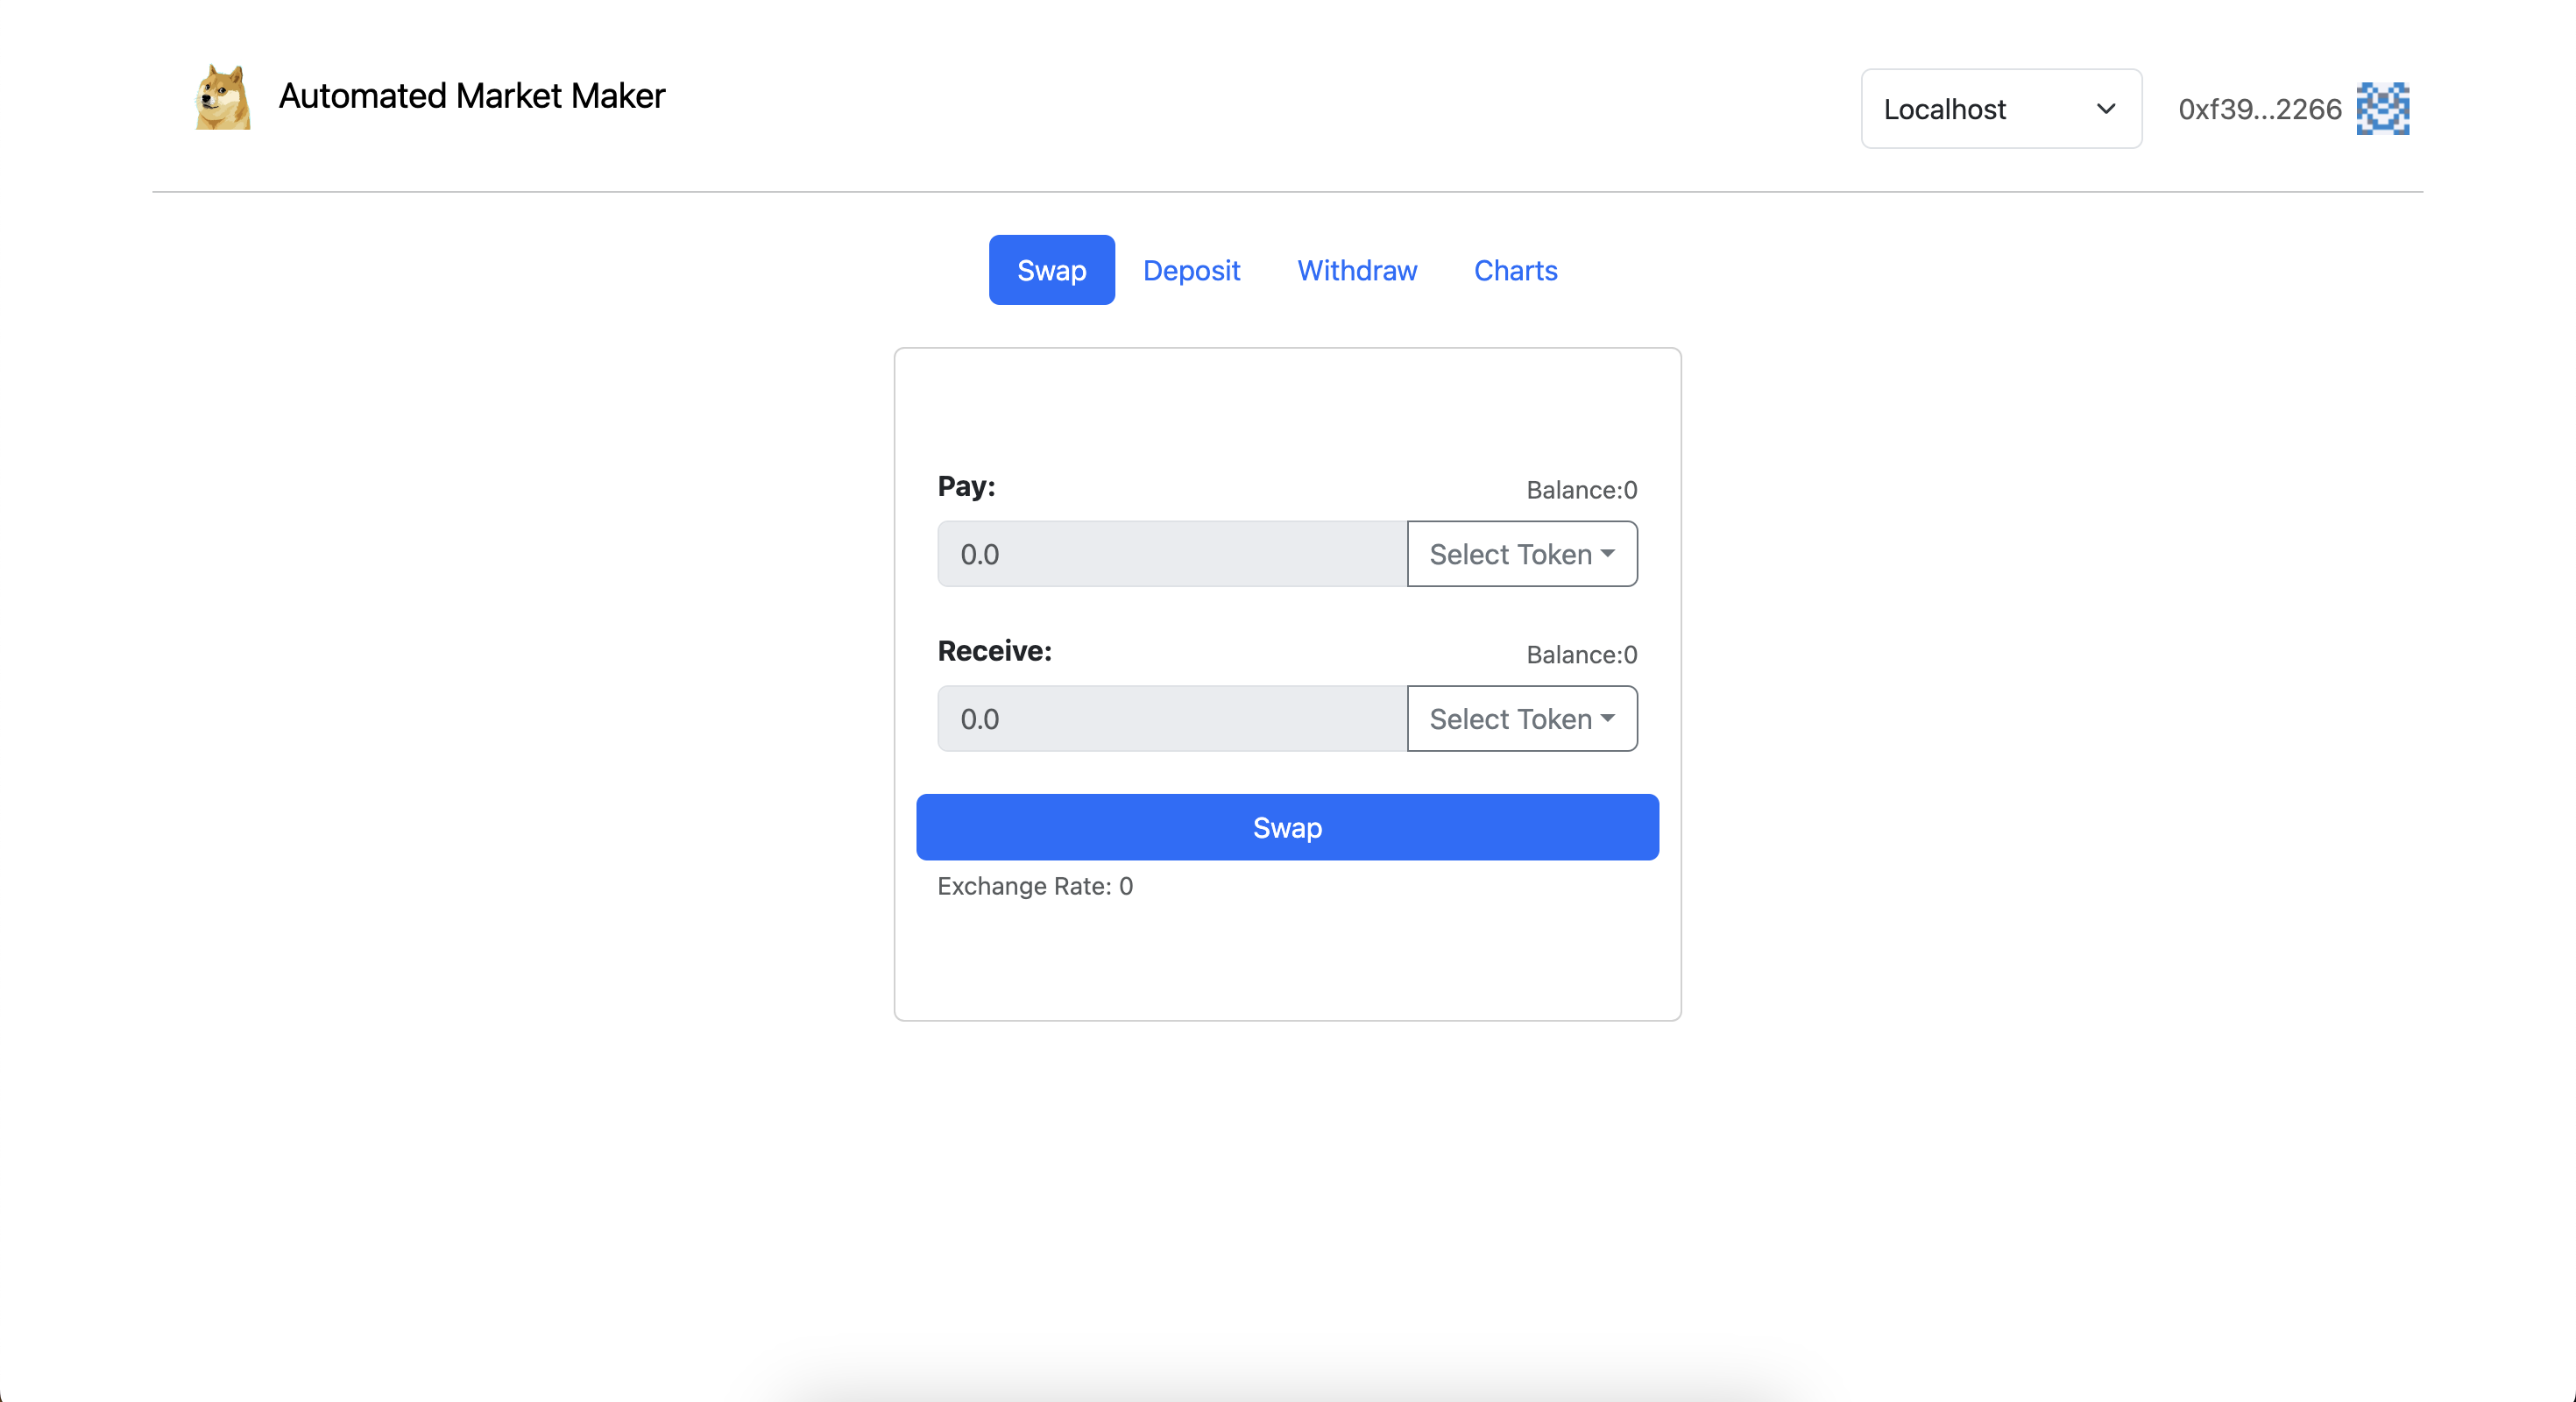 Automated Market Maker
Localhost
0xf39...2266
Swap
Deposit
Withdraw
Charts
Pay:
Balance:0
0.0
Select Token
Receive:
Balance:0
0.0
Select Token
Swap
Exchange Rate: 0